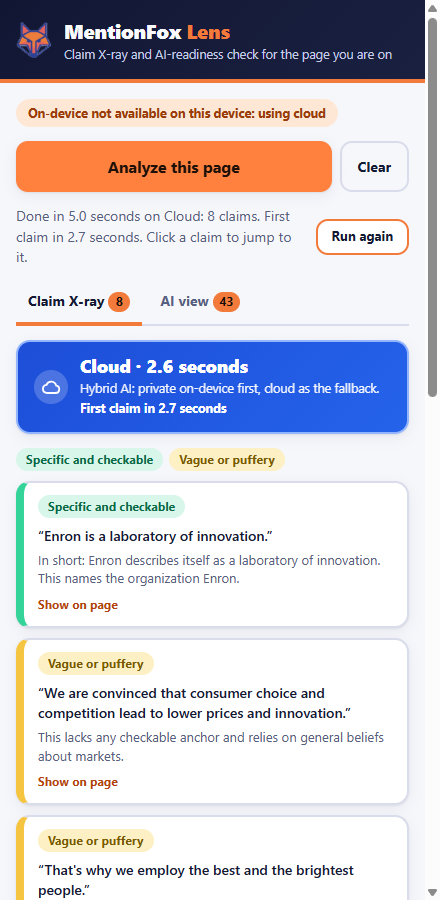 MentionFox Lens
Claim X-ray and AI-readiness check for the page you are on
On-device not available on this device: using cloud
Analyze this page
Clear
Done in 5.0 seconds on Cloud: 8 claims. First
claim in 2.7 seconds. Click a claim to jump to
it.
Run again
Claim X-ray 8
AI view 43
Cloud · 2.6 seconds
Hybrid AI: private on-device first, cloud as the fallback.
First claim in 2.7 seconds
Specific and checkable
Vague or puffery
Specific and checkable
“Enron is a laboratory of innovation.”
In short: Enron describes itself as a laboratory of innovation.
This names the organization Enron.
Show on page
Vague or puffery
“We are convinced that consumer choice and
competition lead to lower prices and innovation.”
This lacks any checkable anchor and relies on general beliefs
about markets.
Show on page
Vague or puffery
“That's why we employ the best and the brightest
people.”